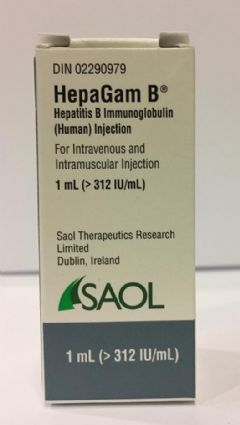 DIN 02290979
HepaGam B®
Hepatitis B Immunoglobulin
(Human) Injection
For Intravenous and
Intramuscular Injection
1 mL (> 312 IU/mL)
Saol Therapeutics Research
Limited
Dublin, Ireland
SAOL
1 mL (> 312 IU/mL)